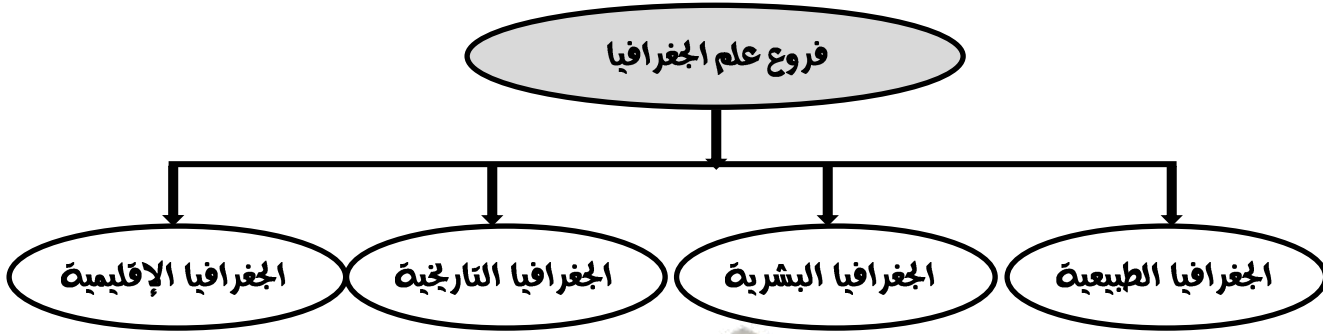 فروع علم الجغرافيا
الجغرافيا الطبيعية
الجغرافيا البشرية
الجغرافيا التاريخية
الجغرافيا الإقليمية